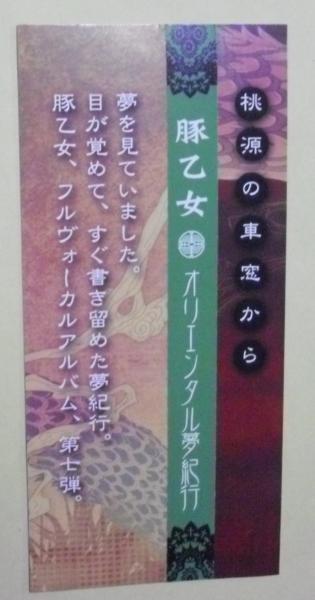 桃源の車窓から
豚乙女 オリエンタル夢紀行
夢を見ていました。
目が覚めて、すぐ書き留めた夢紀行。
豚乙女、フルヴォーカルアルバム、第七弾。